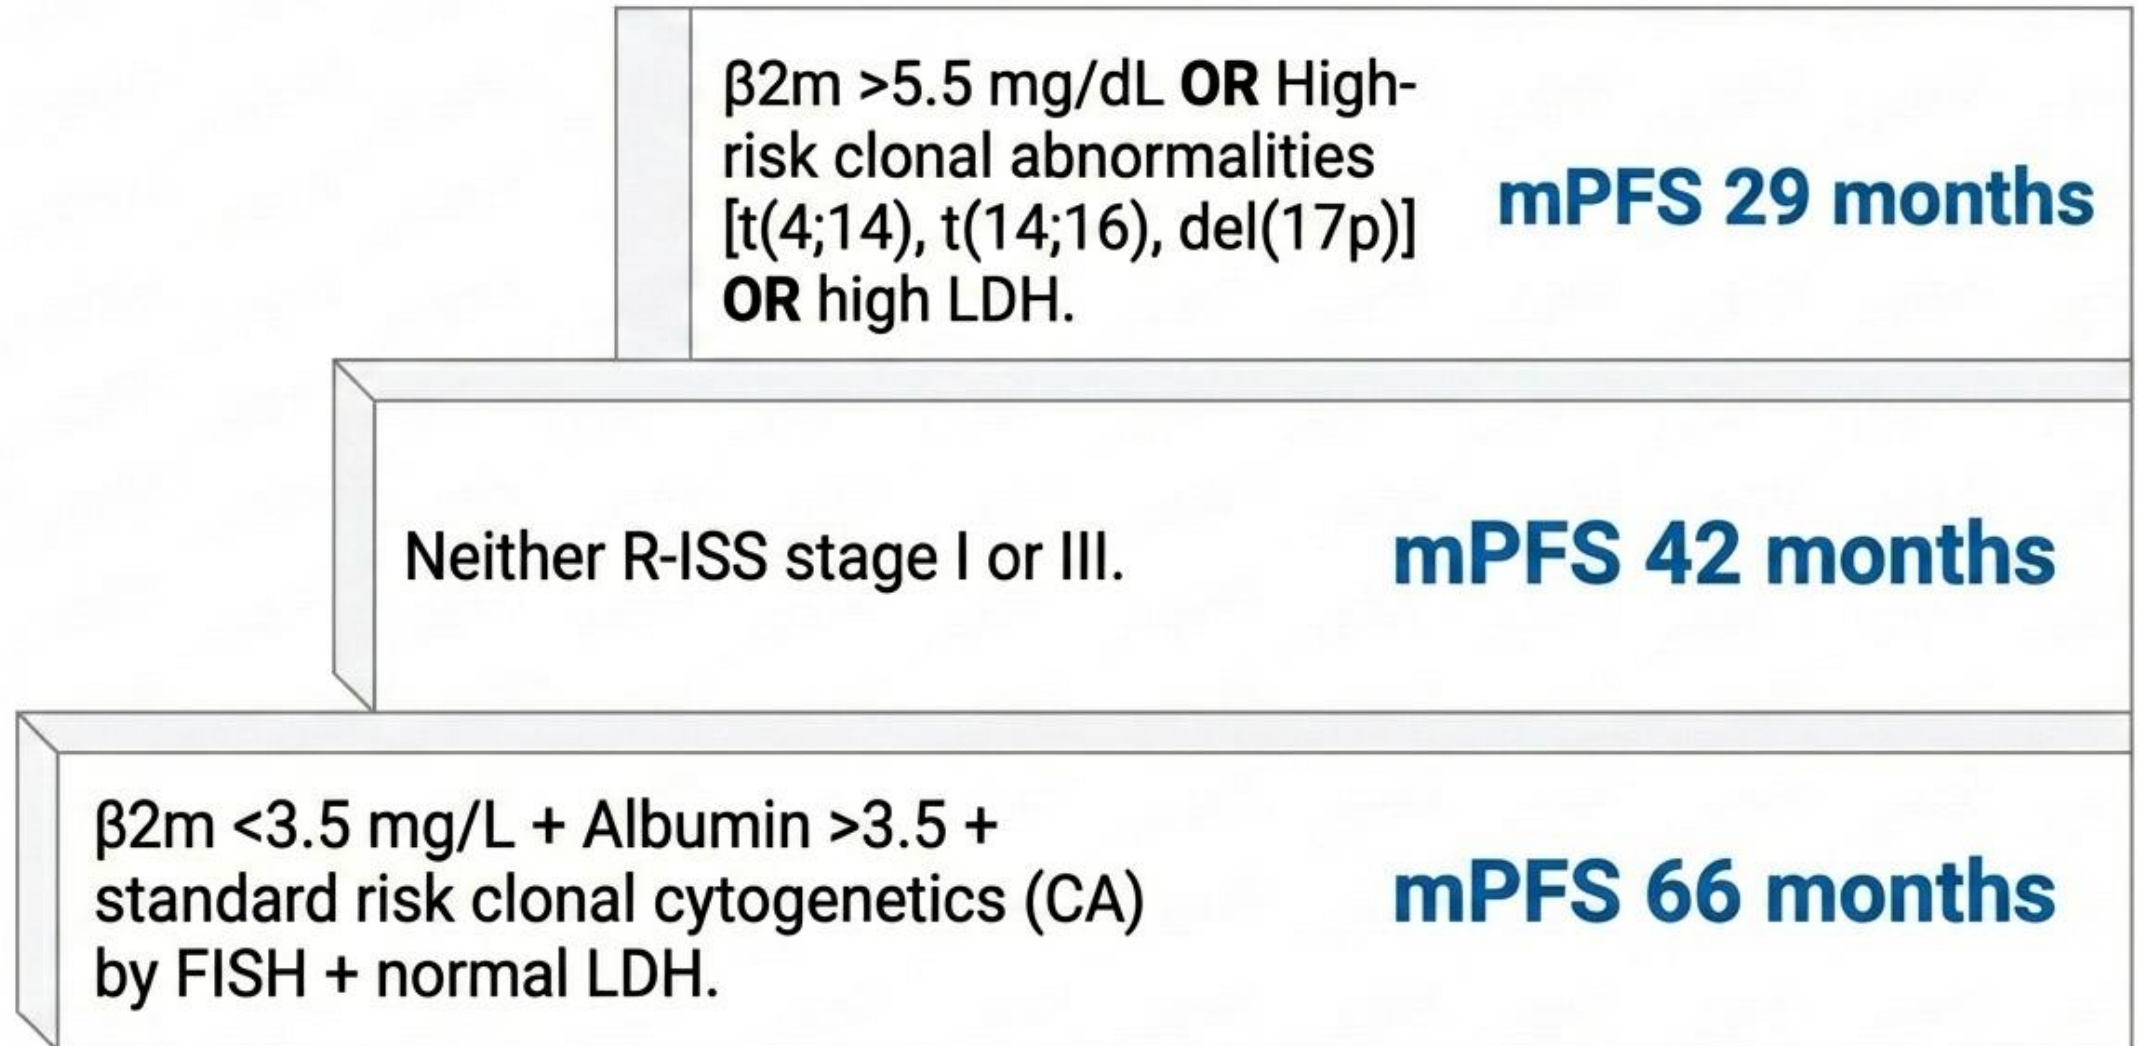 β2m >5.5 mg/dL OR High-
risk clonal abnormalities
[t(4;14), t(14;16), del(17p)]
OR high LDH.
mPFS 29 months
Neither R-ISS stage I or III.
mPFS 42 months
β2m <3.5 mg/L + Albumin >3.5 +
standard risk clonal cytogenetics (CA)
by FISH + normal LDH.
mPFS 66 months